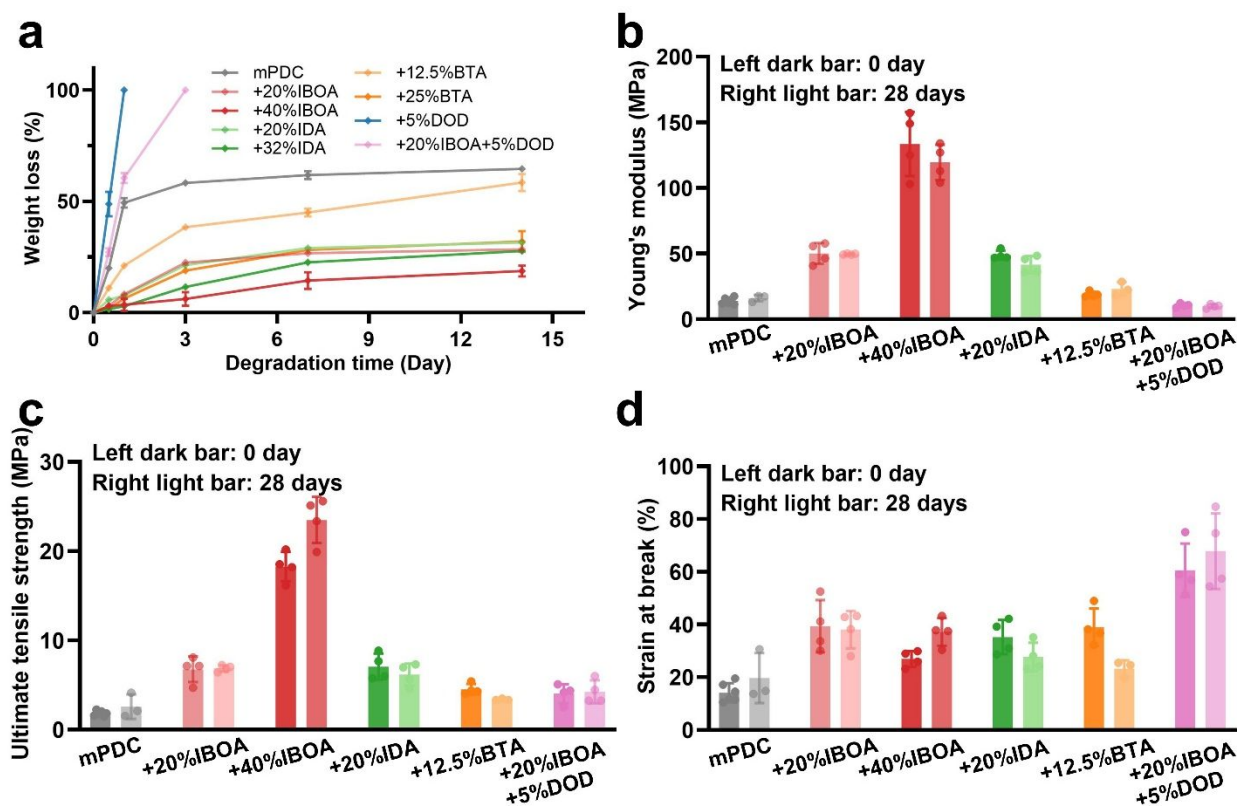 a
Weight loss (%)
100
50
0
0 3 6 9 12 15
Degradation time (Day)
mPDC
+20%IBOA
+40%IBOA
+20%IDA
+32%IDA
+12.5%BTA
+25%BTA
+5%DOD
+20%IBOA+5%DOD
b
Young's modulus (MPa)
200
150
100
50
0
Left dark bar: 0 day
Right light bar: 28 days
mPDC
+20%IBOA
+40%IBOA
+20%IDA
+12.5%BTA
+20%IBOA
+5%DOD
c
Ultimate tensile strength (MPa)
30
20
10
0
Left dark bar: 0 day
Right light bar: 28 days
mPDC
+20%IBOA
+40%IBOA
+20%IDA
+12.5%BTA
+20%IBOA
+5%DOD
d
Strain at break (%)
100
80
60
40
20
0
Left dark bar: 0 day
Right light bar: 28 days
mPDC
+20%IBOA
+40%IBOA
+20%IDA
+12.5%BTA
+20%IBOA
+5%DOD